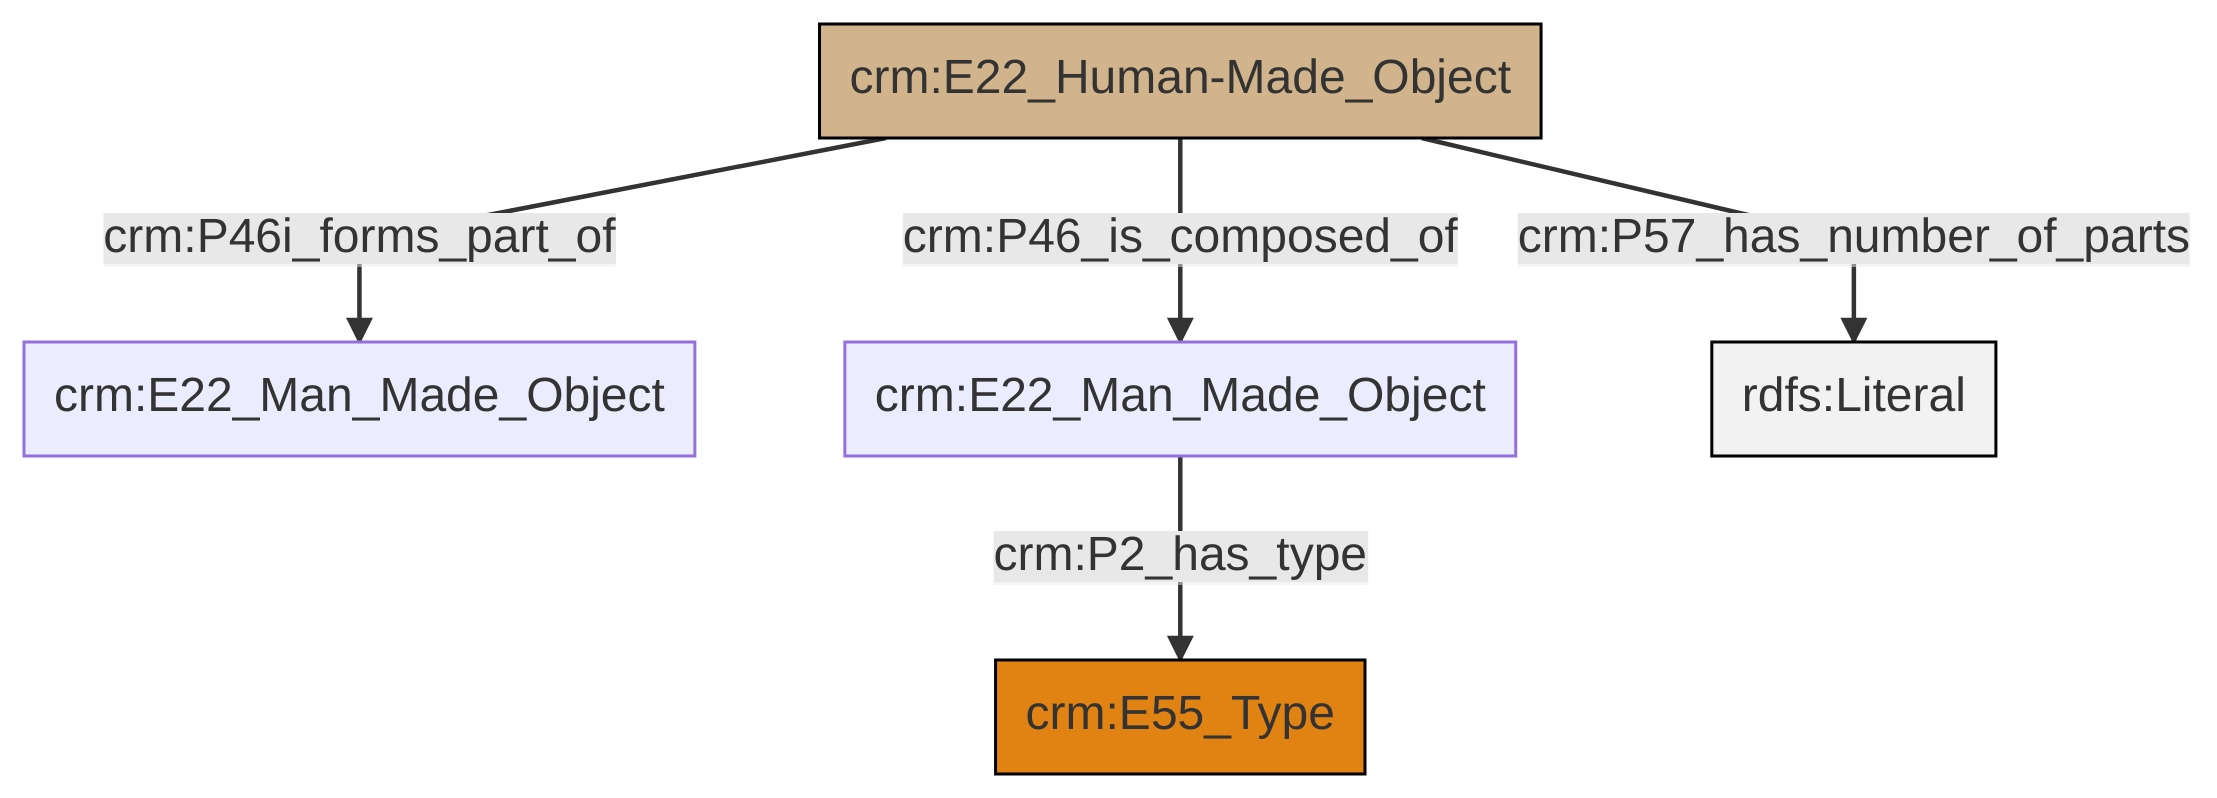 crm:E22_Human-Made_Object
crm:P46i_forms_part_of
crm:P46_is_composed_of
crm:P57_has_number_of_parts
crm:E22_Man_Made_Object
crm:E22_Man_Made_Object
rdfs:Literal
crm:P2_has_type
crm:E55_Type